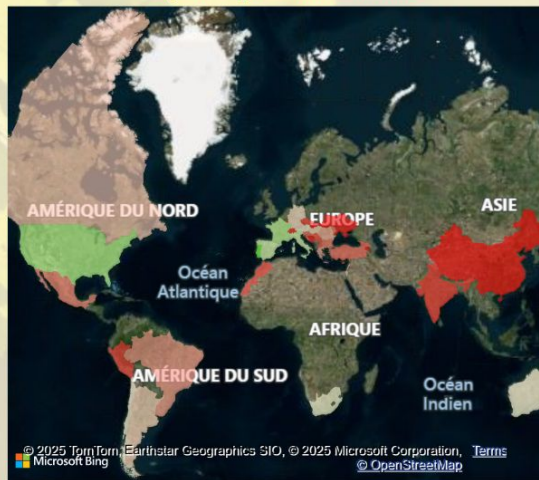 AMÉRIQUE DU NORD
EUROPE
ASIE
Océan
Atlantique
AFRIQUE
AMÉRIQUE DU SUD
Océan
Indien
© 2025 TomTom, Earthstar Geographics SIO, © 2025 Microsoft Corporation, Terms
Microsoft Bing
© OpenStreetMap